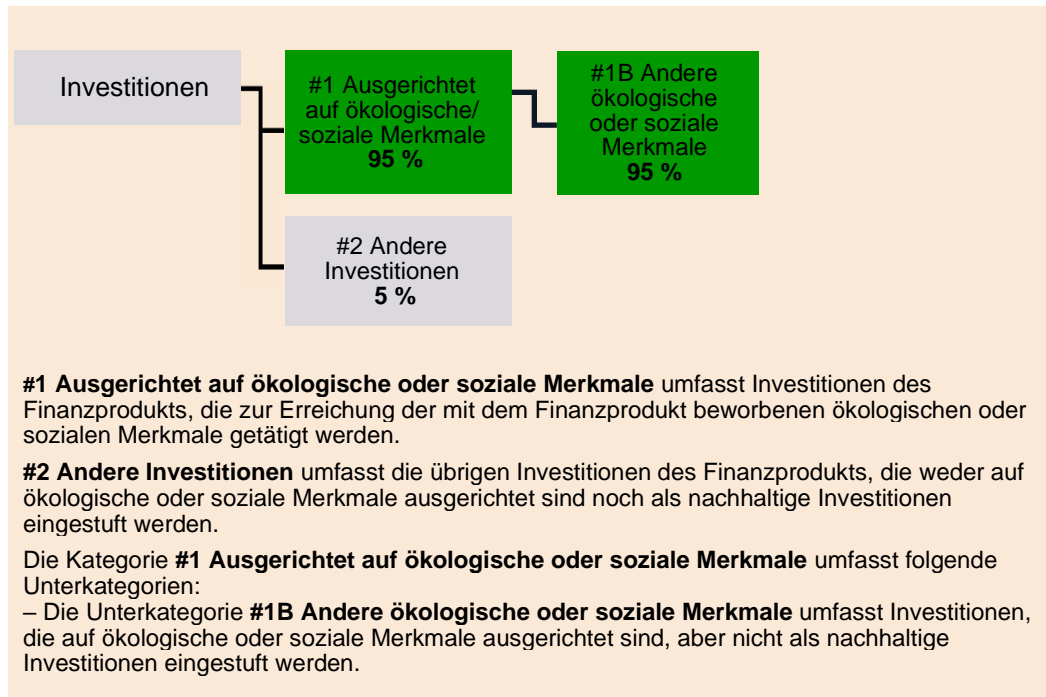 Investitionen
#1 Ausgerichtet
auf ökologische/
soziale Merkmale
95 %
#1B Andere
ökologische
oder soziale
Merkmale
95 %
#2 Andere
Investitionen
5 %
#1 Ausgerichtet auf ökologische oder soziale Merkmale umfasst Investitionen des
Finanzprodukts, die zur Erreichung der mit dem Finanzprodukt beworbenen ökologischen oder
sozialen Merkmale getätigt werden.
#2 Andere Investitionen umfasst die übrigen Investitionen des Finanzprodukts, die weder auf
ökologische oder soziale Merkmale ausgerichtet sind noch als nachhaltige Investitionen
eingestuft werden.
Die Kategorie #1 Ausgerichtet auf ökologische oder soziale Merkmale umfasst folgende
Unterkategorien:
– Die Unterkategorie #1B Andere ökologische oder soziale Merkmale umfasst Investitionen,
die auf ökologische oder soziale Merkmale ausgerichtet sind, aber nicht als nachhaltige
Investitionen eingestuft werden.